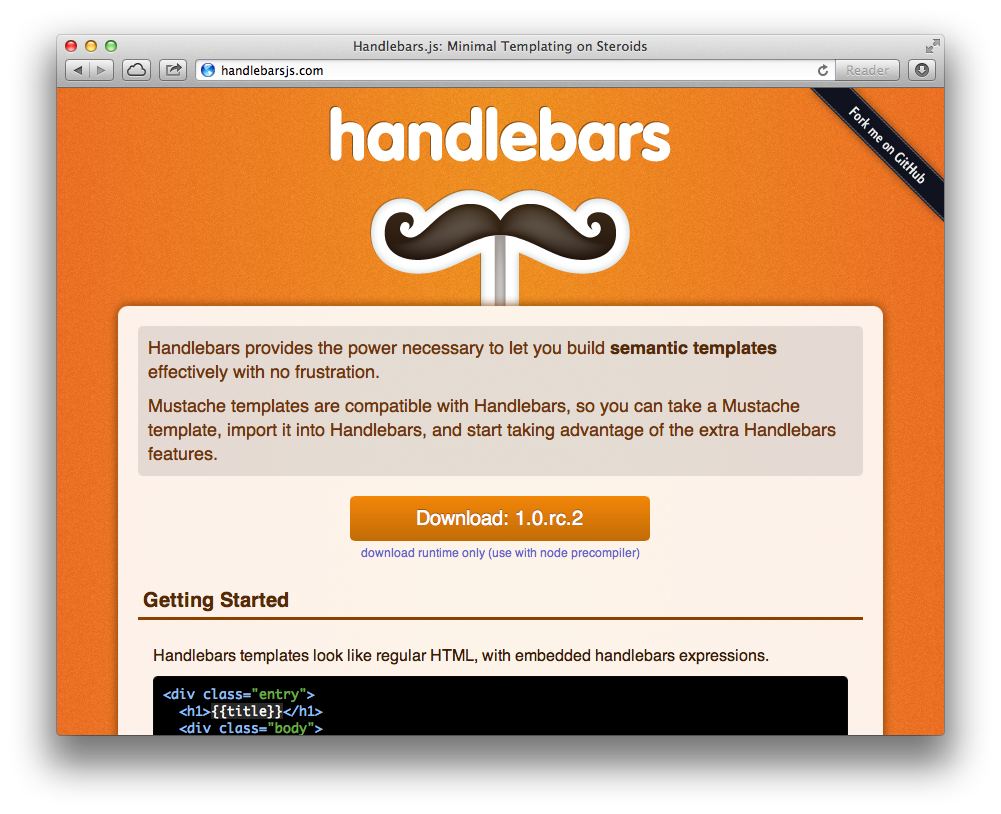 Handlebars.js: Minimal Templating on Steroids
handlebarsjs.com
Reader
Fork me on GitHub
handlebars
Handlebars provides the power necessary to let you build semantic templates
effectively with no frustration.
Mustache templates are compatible with Handlebars, so you can take a Mustache
template, import it into Handlebars, and start taking advantage of the extra Handlebars
features.
Download: 1.0.rc.2
download runtime only (use with node precompiler)
Getting Started
Handlebars templates look like regular HTML, with embedded handlebars expressions.
<div class="entry">
<h1>{{title}}</h1>
<div class="body">